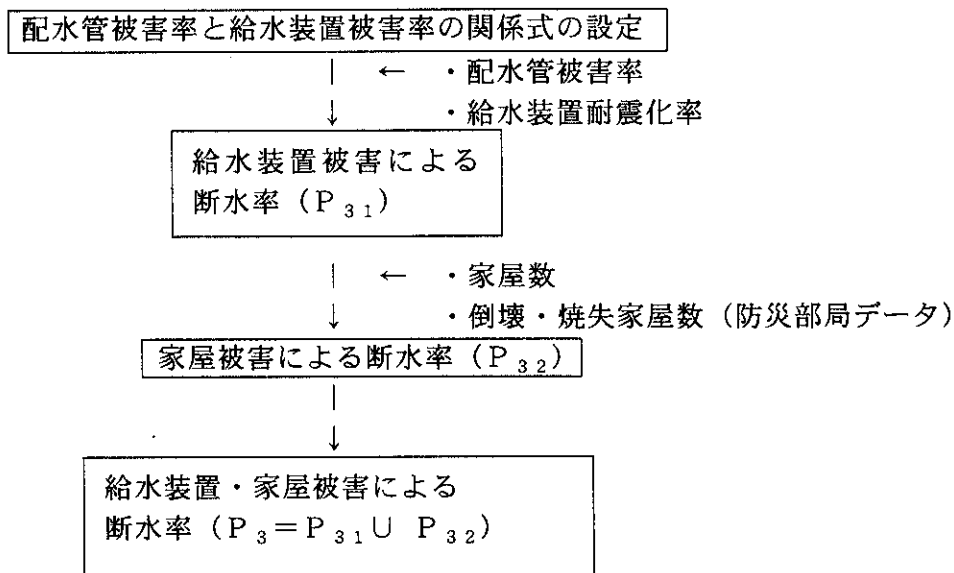 配水管被害率と給水装置被害率の関係式の設定
｜ ← ・配水管被害率
↓ ・給水装置耐震化率
給水装置被害による
断水率（Ｐ₃₁）
｜ ← ・家屋数
↓ ・倒壊・焼失家屋数（防災部局データ）
家屋被害による断水率（Ｐ₃₂）
｜
↓
給水装置・家屋被害による
断水率（Ｐ₃＝Ｐ₃₁∪ Ｐ₃₂）